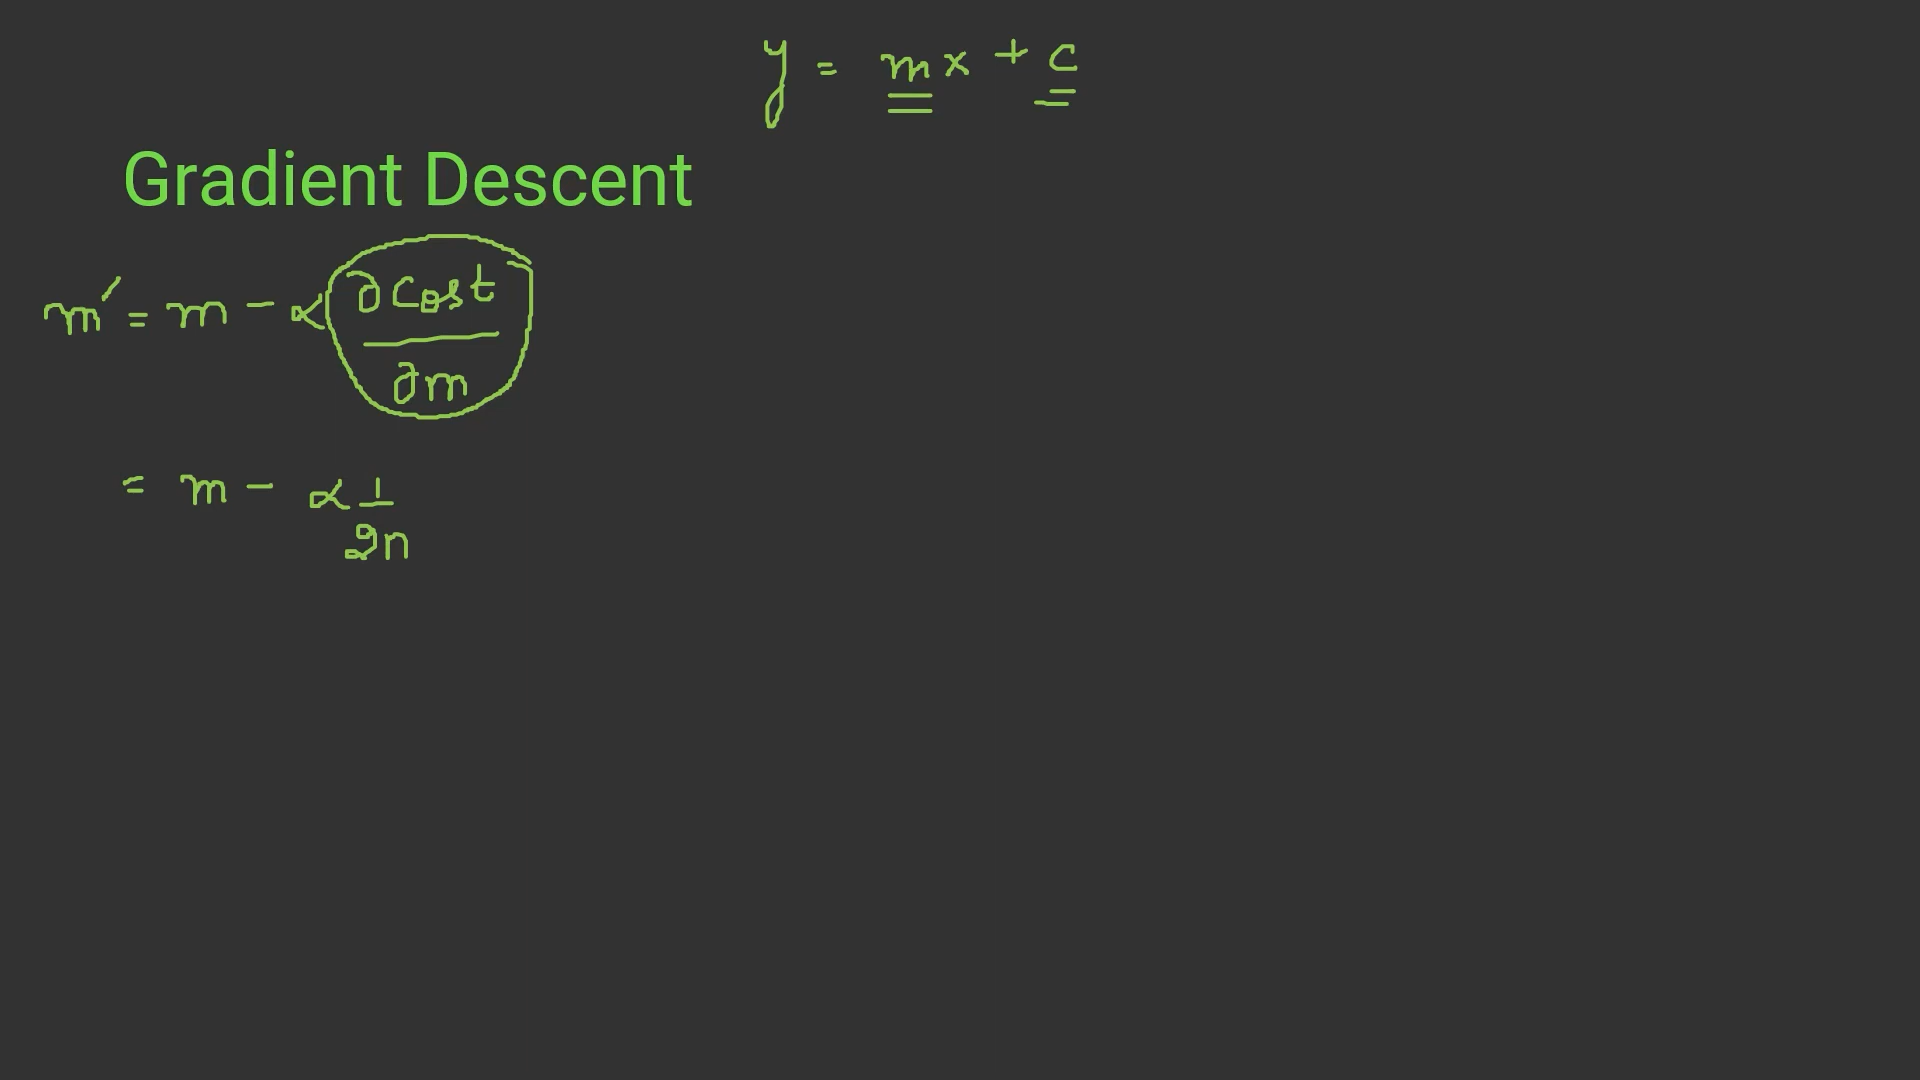 y = mx + c
Gradient Descent
m′ = m - α ∂Cost
∂m
= m - α 1
2n